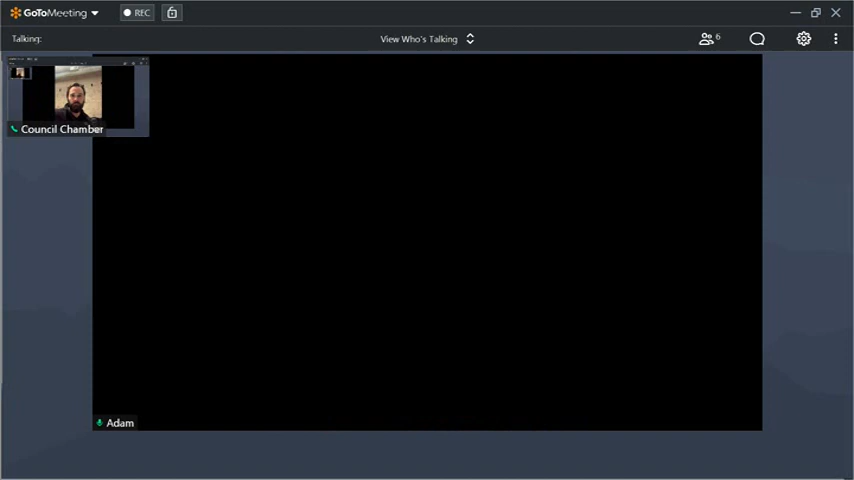 GoToMeeting
REC
Talking:
View Who's Talking
6
Council Chamber
Adam